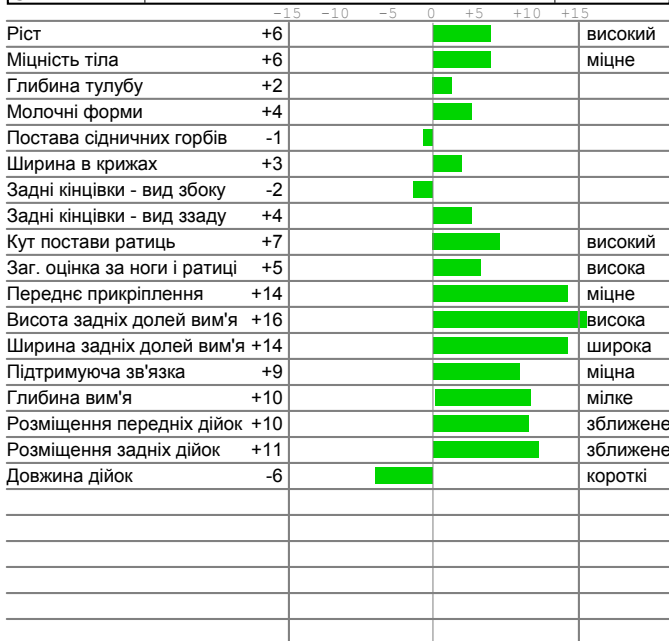 -15 -10 -5 0 +5 +10 +15
Ріст +6 високий
Міцність тіла +6 міцне
Глибина тулубу +2
Молочні форми +4
Постава сідничних горбів -1
Ширина в крижах +3
Задні кінцівки - вид збоку -2
Задні кінцівки - вид ззаду +4
Кут постави ратиць +7 високий
Заг. оцінка за ноги і ратиці +5 висока
Переднє прикріплення +14 міцне
Висота задніх долей вим'я +16 висока
Ширина задніх долей вим'я +14 широка
Підтримуюча зв'язка +9 міцна
Глибина вим'я +10 мілке
Розміщення передніх дійок +10 зближене
Розміщення задніх дійок +11 зближене
Довжина дійок -6 короткі